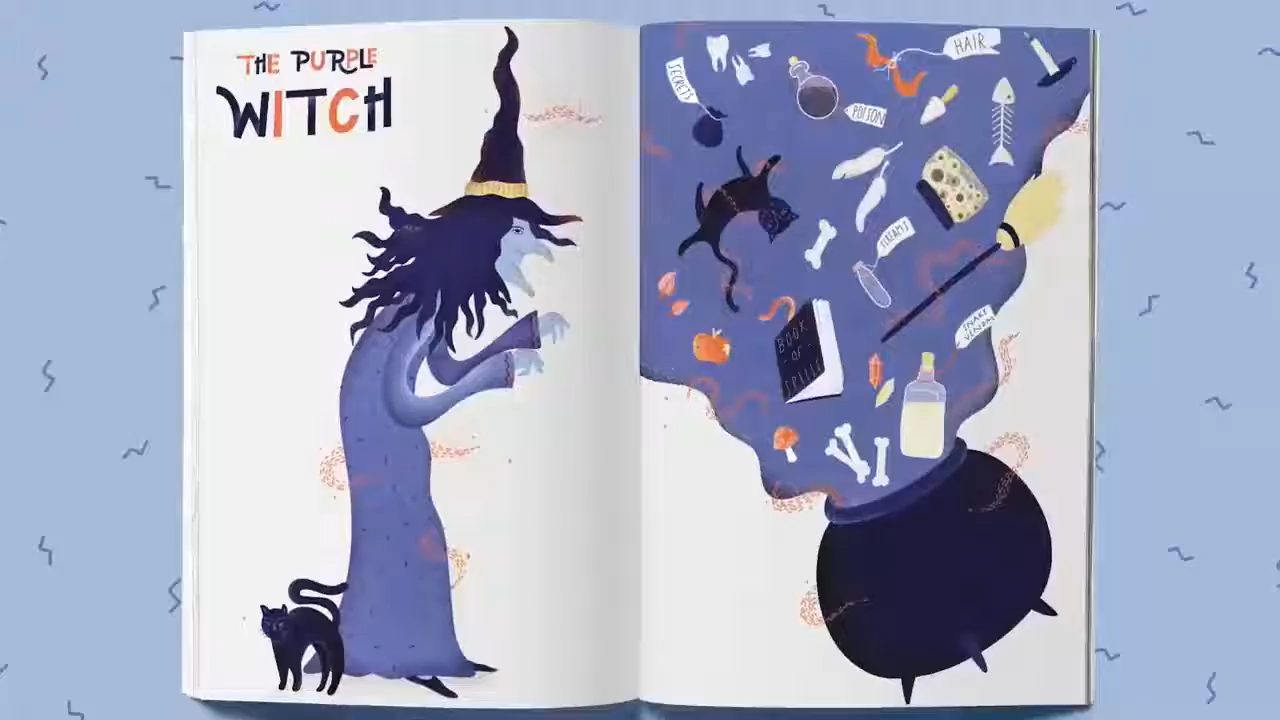 THE PURPLE
WITCH
SECRETS
HAIR
POISON
SCREAMS
SNAKE
VENOM
BOOK
OF
SPELLS